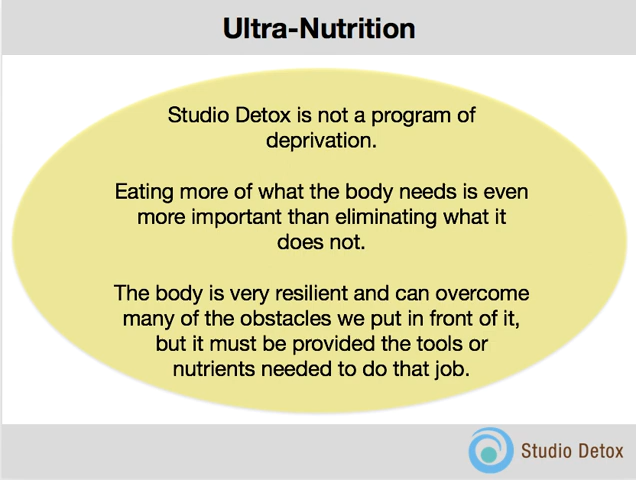 Ultra-Nutrition
Studio Detox is not a program of
deprivation.
Eating more of what the body needs is even
more important than eliminating what it
does not.
The body is very resilient and can overcome
many of the obstacles we put in front of it,
but it must be provided the tools or
nutrients needed to do that job.
Studio Detox